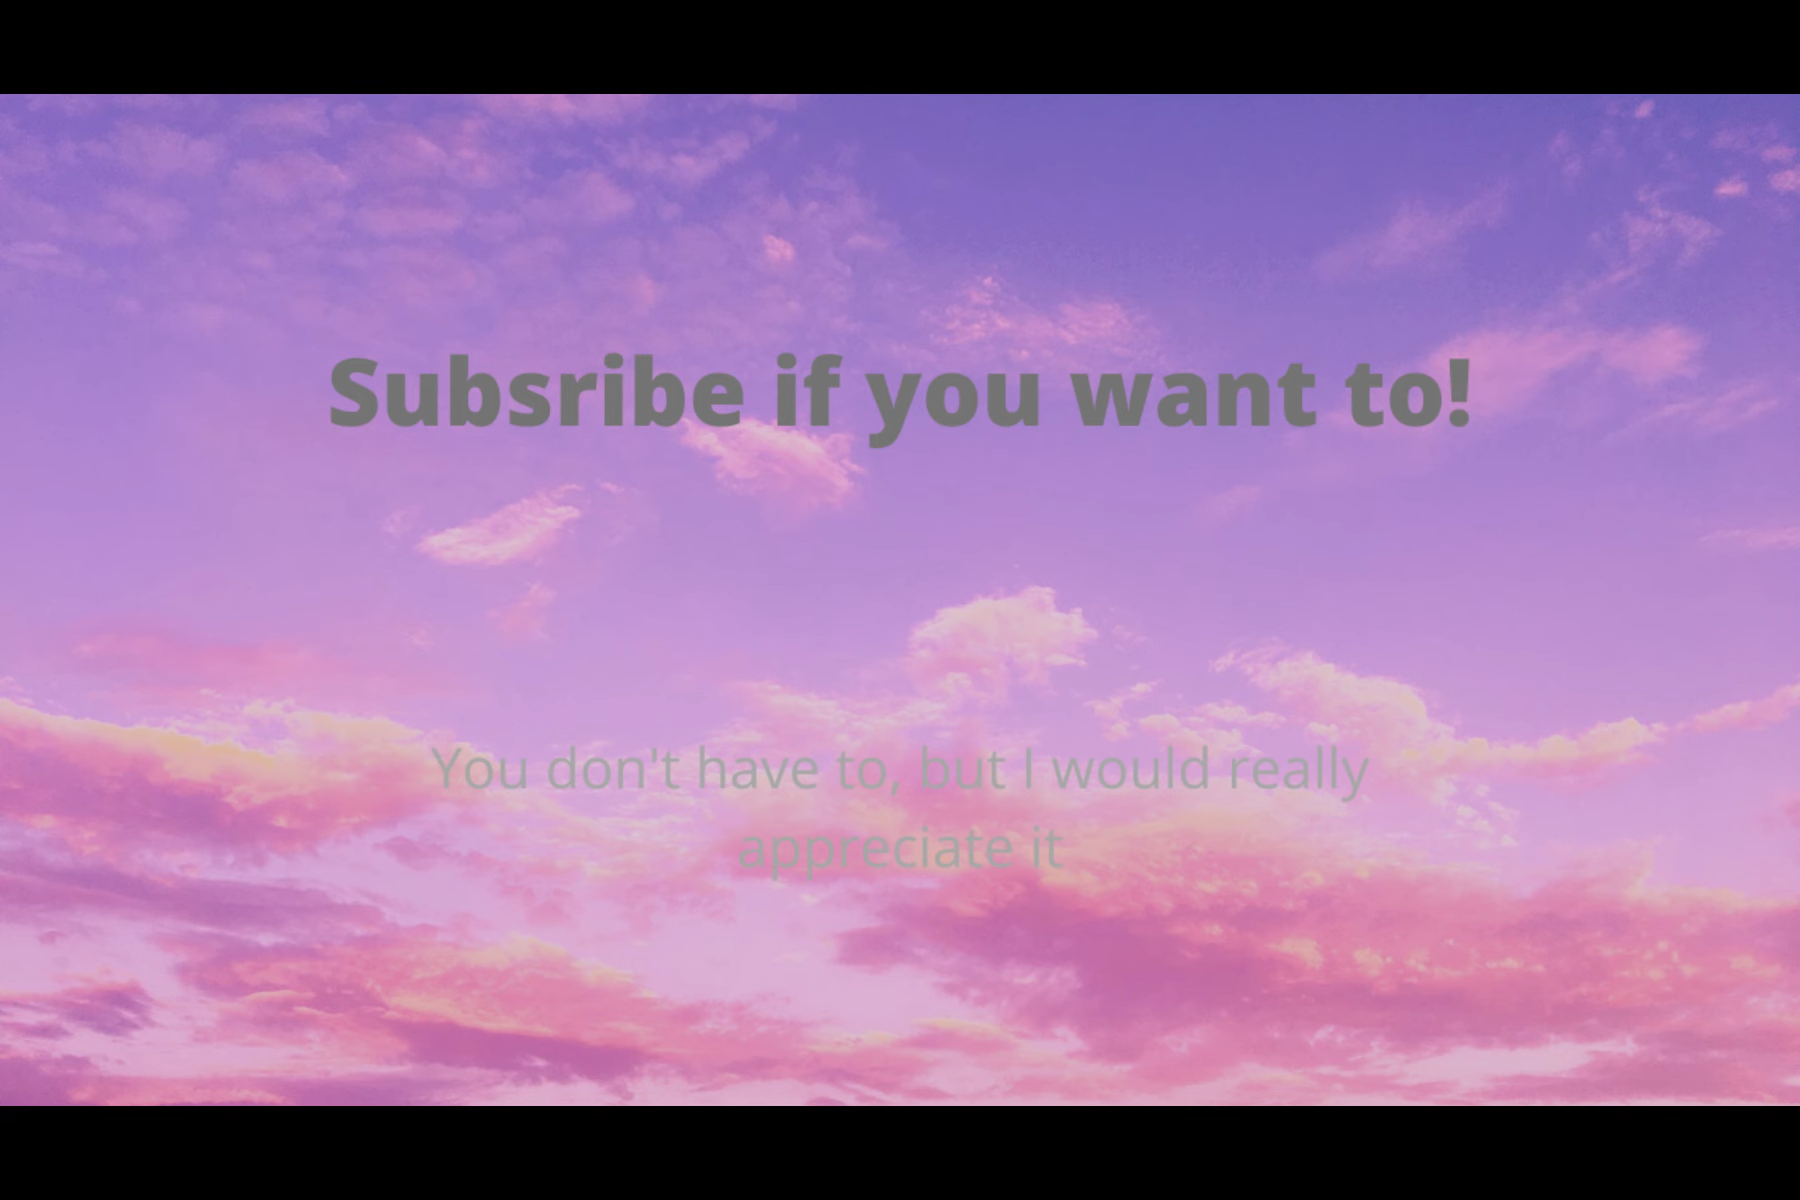 Subsribe if you want to!
You don't have to, but I would really
appreciate it